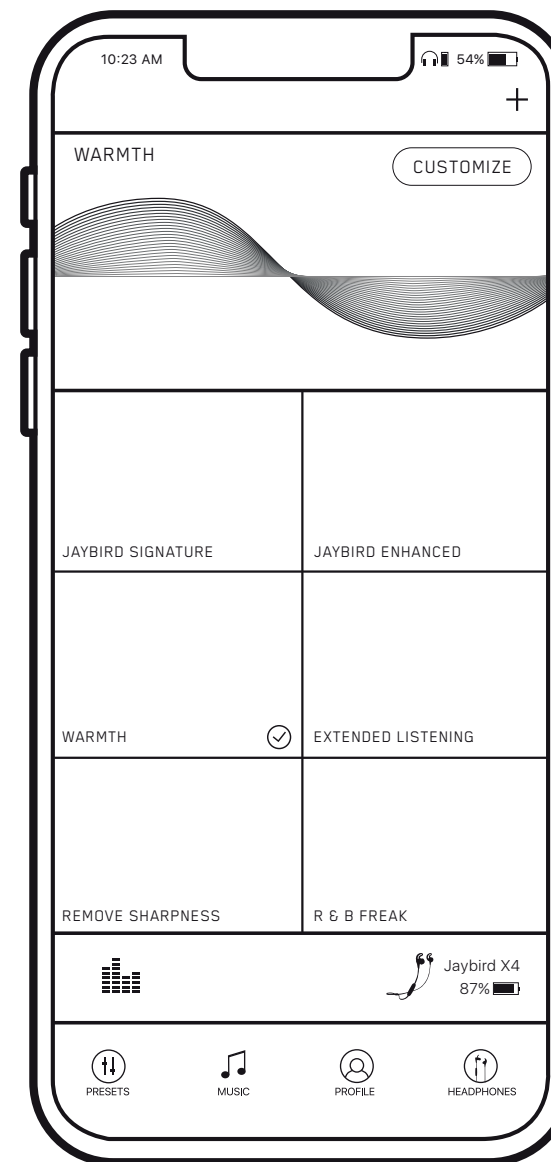 10:23 AM 54%
+
WARMTH
CUSTOMIZE
JAYBIRD SIGNATURE JAYBIRD ENHANCED
WARMTH EXTENDED LISTENING
REMOVE SHARPNESS R & B FREAK
Jaybird X4
87%
PRESETS MUSIC PROFILE HEADPHONES